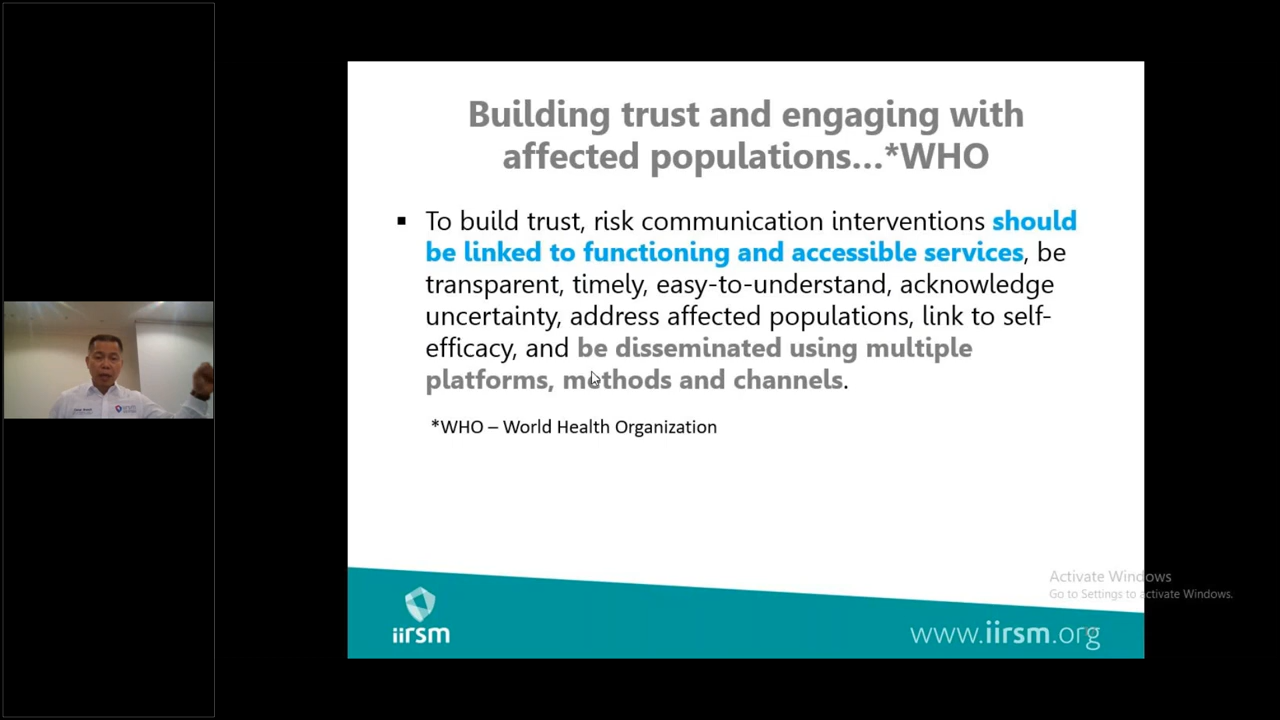 Building trust and engaging with
affected populations...*WHO
▪ To build trust, risk communication interventions should
be linked to functioning and accessible services, be
transparent, timely, easy-to-understand, acknowledge
uncertainty, address affected populations, link to self-
efficacy, and be disseminated using multiple
platforms, methods and channels.
*WHO – World Health Organization
Activate Windows
Go to Settings to activate Windows.
iirsm
www.iirsm.org